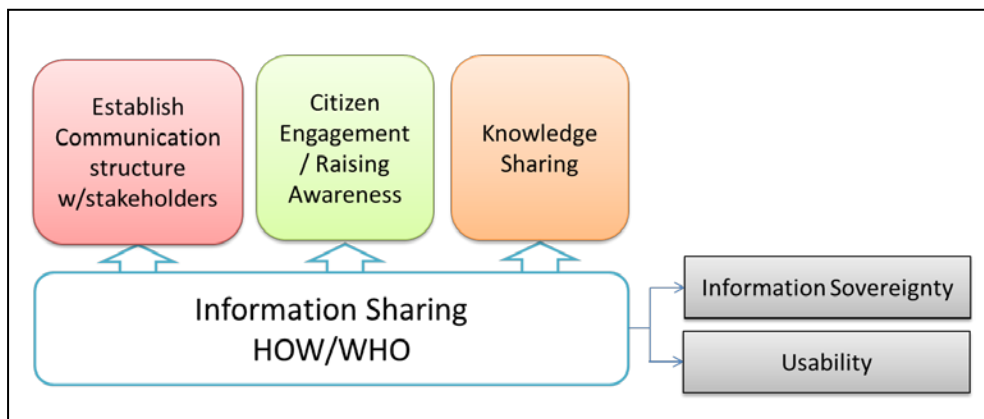 Establish
Communication
structure
w/stakeholders
Citizen
Engagement
/ Raising
Awareness
Knowledge
Sharing
Information Sharing
HOW/WHO
Information Sovereignty
Usability